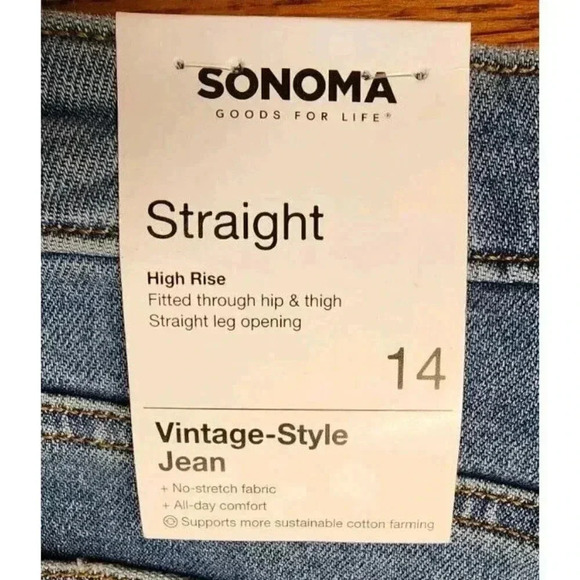 SONOMA
GOODS FOR LIFE®
Straight
High Rise
Fitted through hip & thigh
Straight leg opening
14
Vintage-Style
Jean
+ No-stretch fabric
+ All-day comfort
Supports more sustainable cotton farming